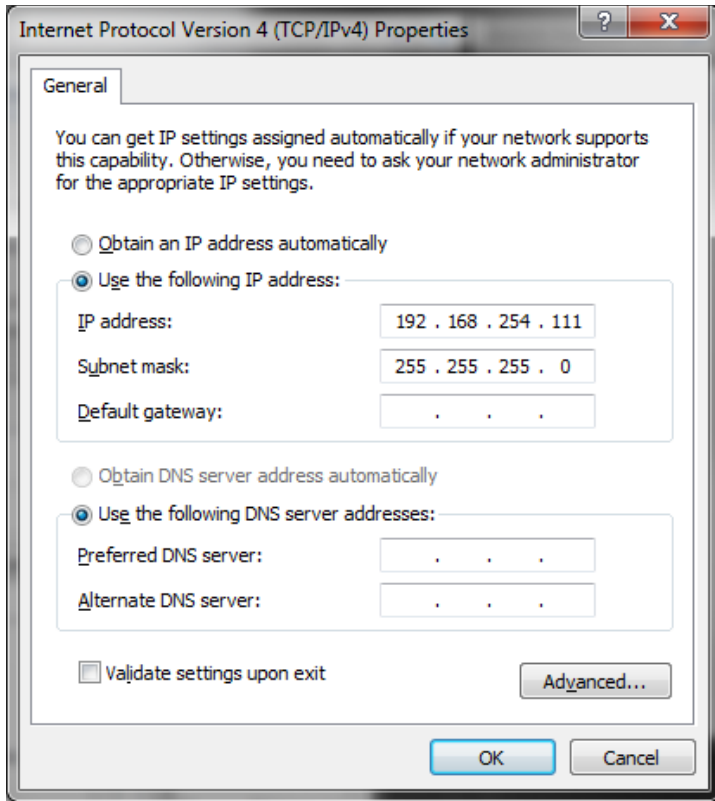 Internet Protocol Version 4 (TCP/IPv4) Properties
?
X
General
You can get IP settings assigned automatically if your network supports
this capability. Otherwise, you need to ask your network administrator
for the appropriate IP settings.
Obtain an IP address automatically
Use the following IP address:
IP address: 192 . 168 . 254 . 111
Subnet mask: 255 . 255 . 255 . 0
Default gateway: . . .
Obtain DNS server address automatically
Use the following DNS server addresses:
Preferred DNS server: . . .
Alternate DNS server: . . .
Validate settings upon exit
Advanced...
OK Cancel